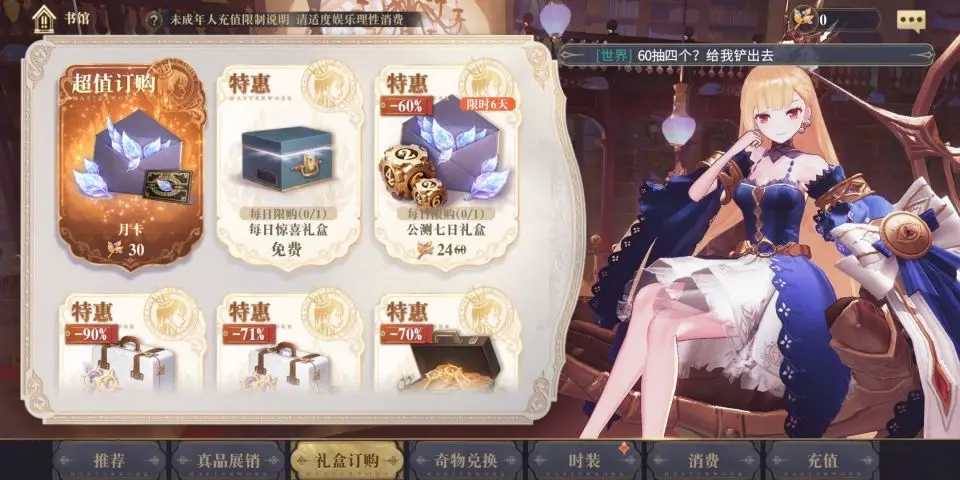 书馆
? 未成年人充值限制说明 请适度娱乐理性消费
0
[世界] 60抽四个？给我铲出去
超值订购
月卡
30
特惠
每日限购(0/1)
每日惊喜礼盒
免费
特惠
-60%
限时6天
每日限购(0/1)
公测七日礼盒
24 60
特惠
-90%
特惠
-71%
特惠
-70%
推荐
真品展销
礼盒订购
奇物兑换
时装
消费
充值